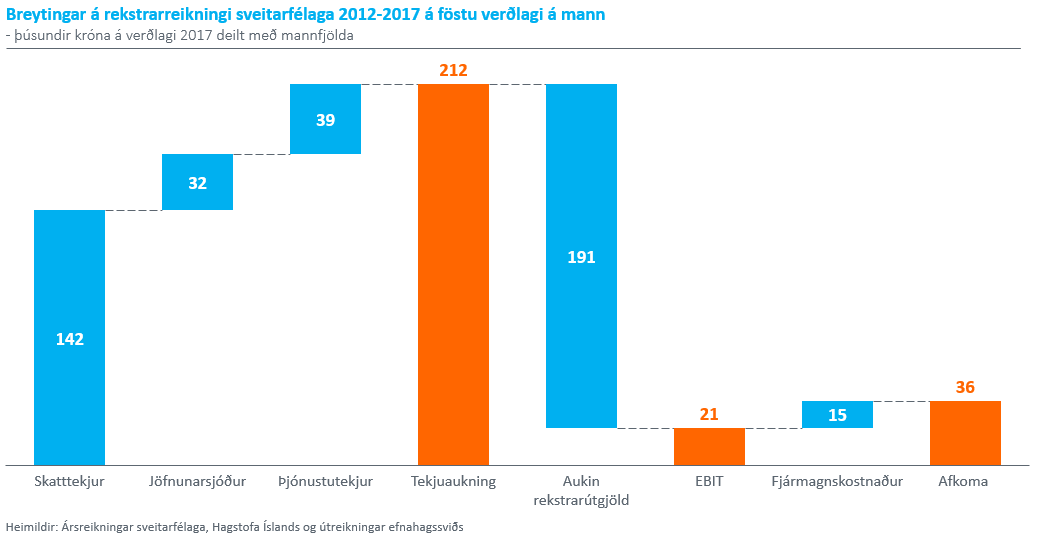 Breytingar á rekstrarreikningi sveitarfélaga 2012-2017 á föstu verðlagi á mann
- þúsundir króna á verðlagi 2017 deilt með mannfjölda
142
32
39
212
191
21
15
36
Skatttekjur
Jöfnunarsjóður
Þjónustutekjur
Tekjuaukning
Aukin
rekstrarútgjöld
EBIT
Fjármagnskostnaður
Afkoma
Heimildir: Ársreikningar sveitarfélaga, Hagstofa Íslands og útreikningar efnahagssviðs